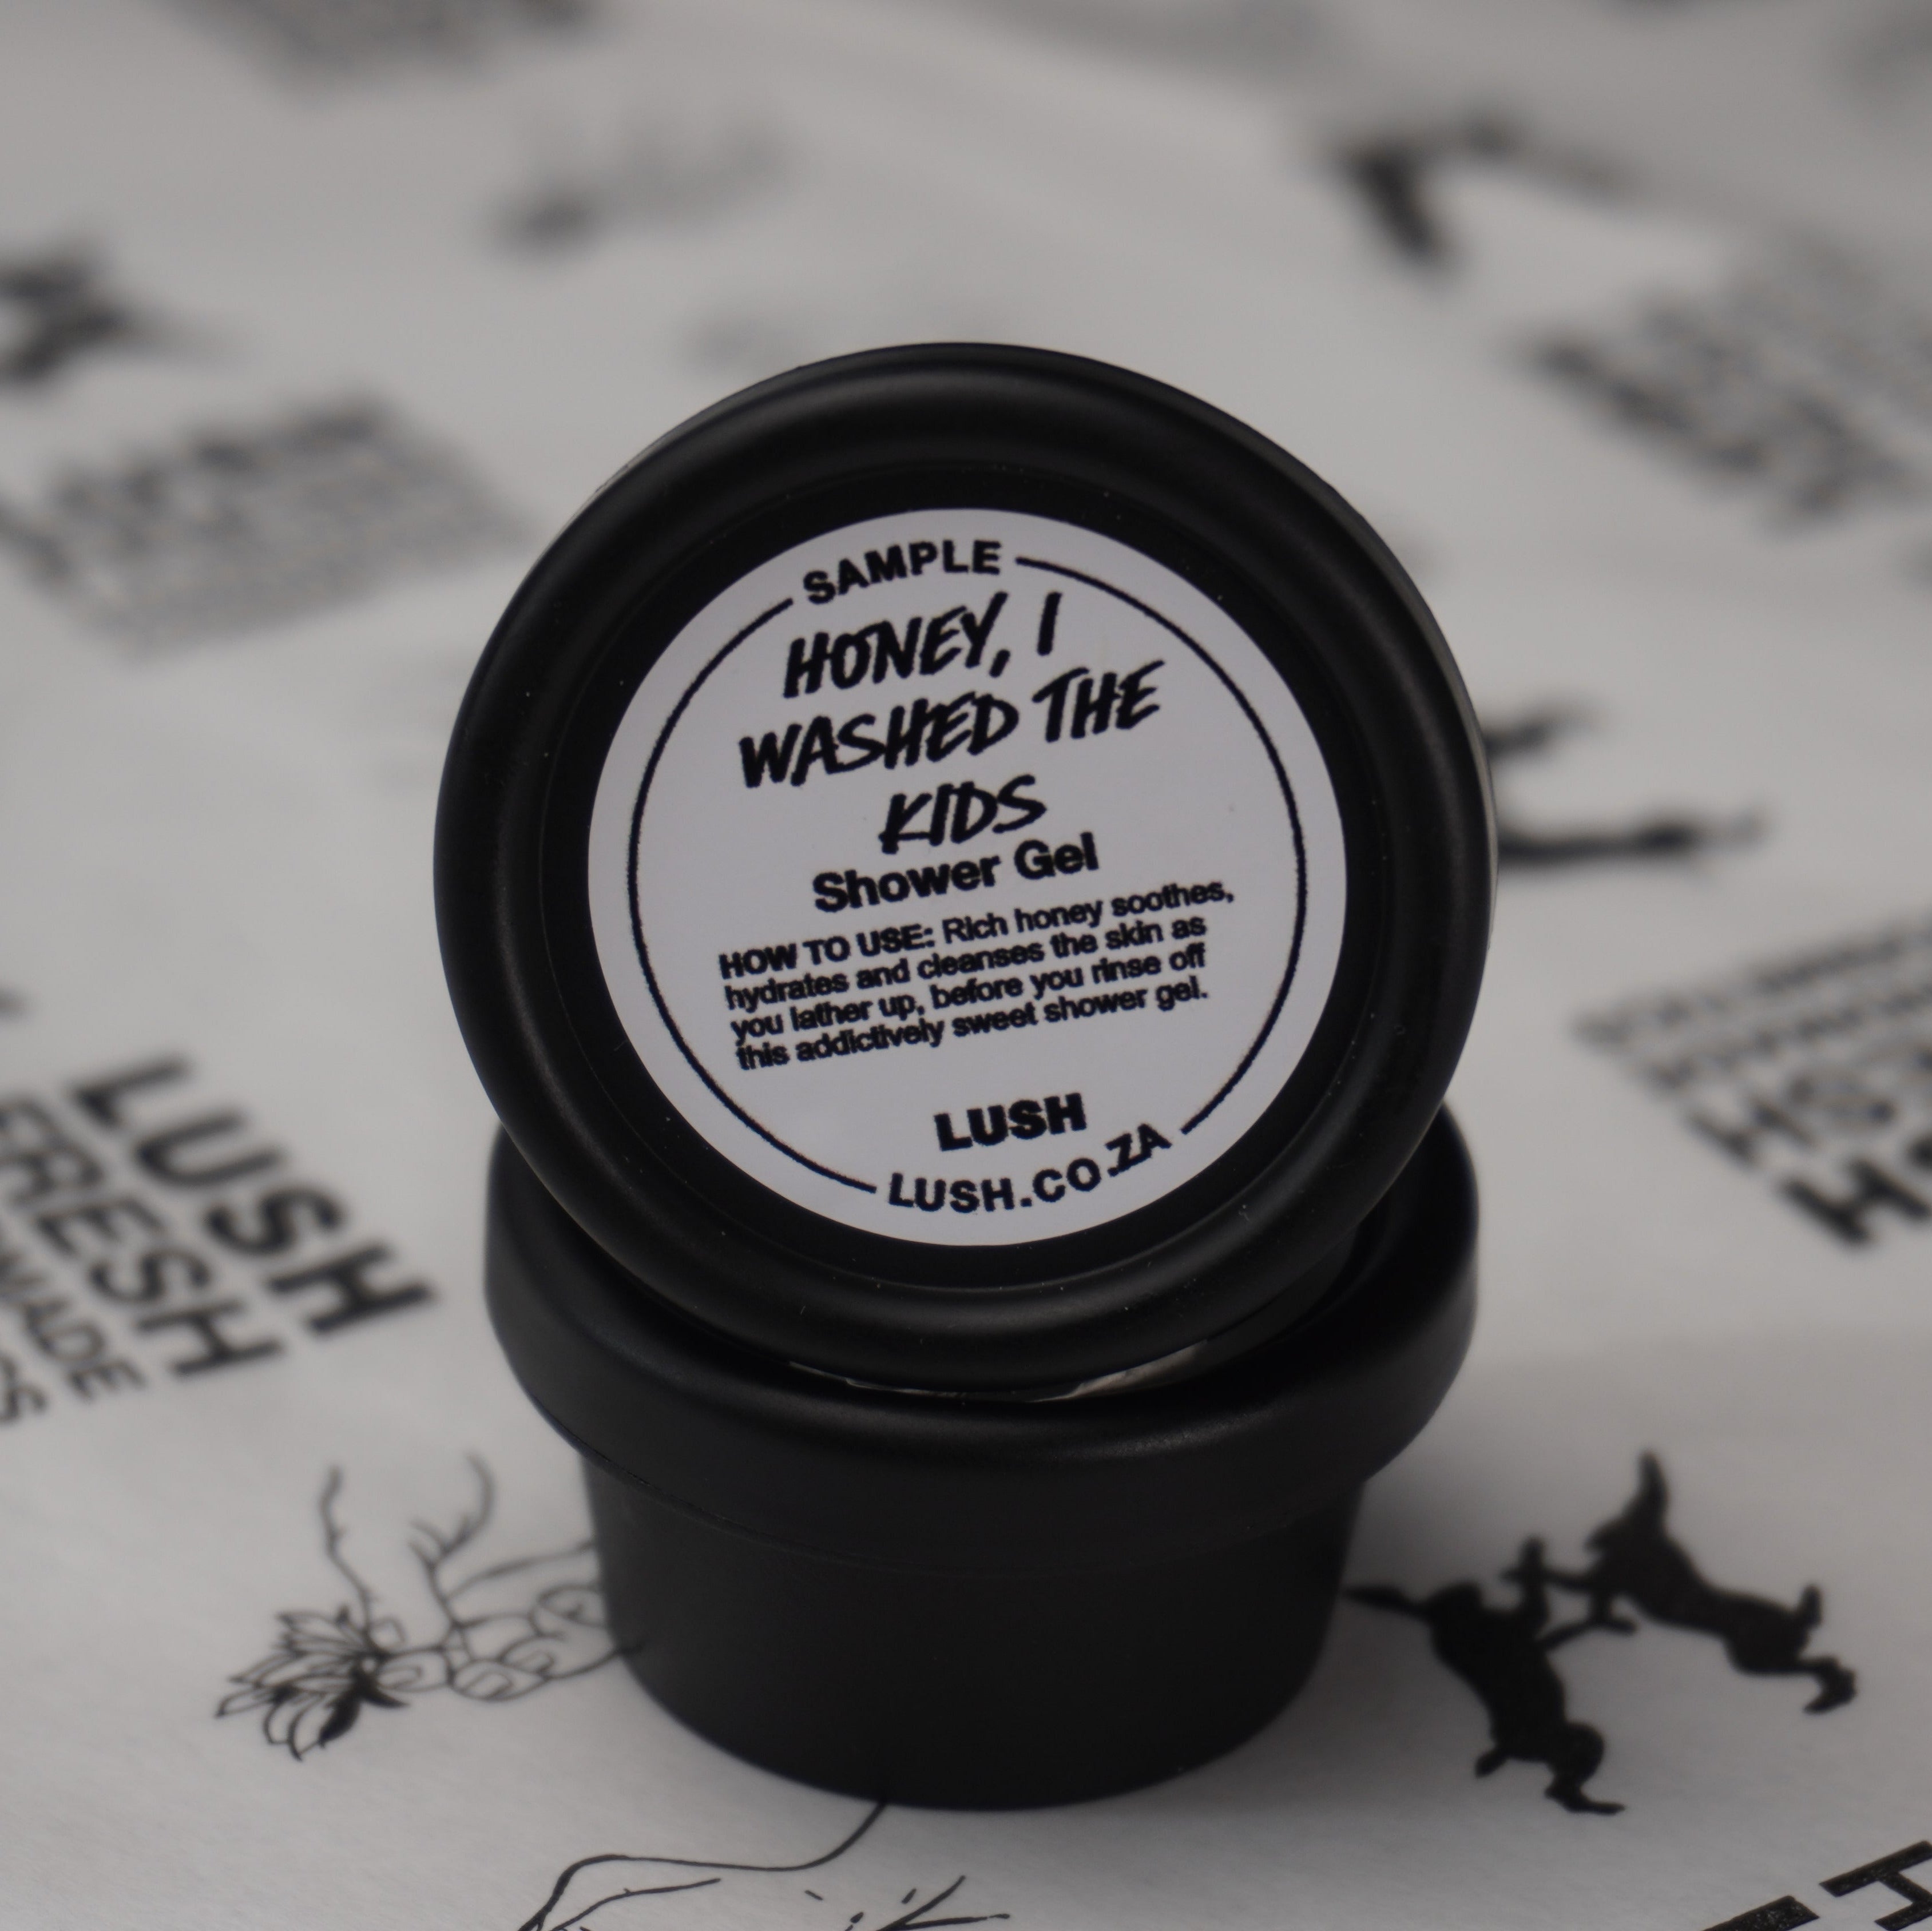 SAMPLE
HONEY, I
WASHED THE
KIDS
Shower Gel
HOW TO USE: Rich honey soothes,
hydrates and cleanses the skin as
you lather up, before you rinse off
this addictively sweet shower gel.
LUSH
LUSH.CO.ZA
LUSH
FRESH